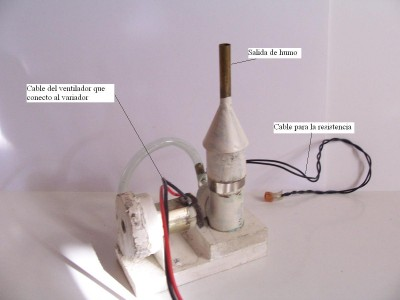 Salida de humo
Cable del ventilador que
conecto al variador
Cable para la resistencia